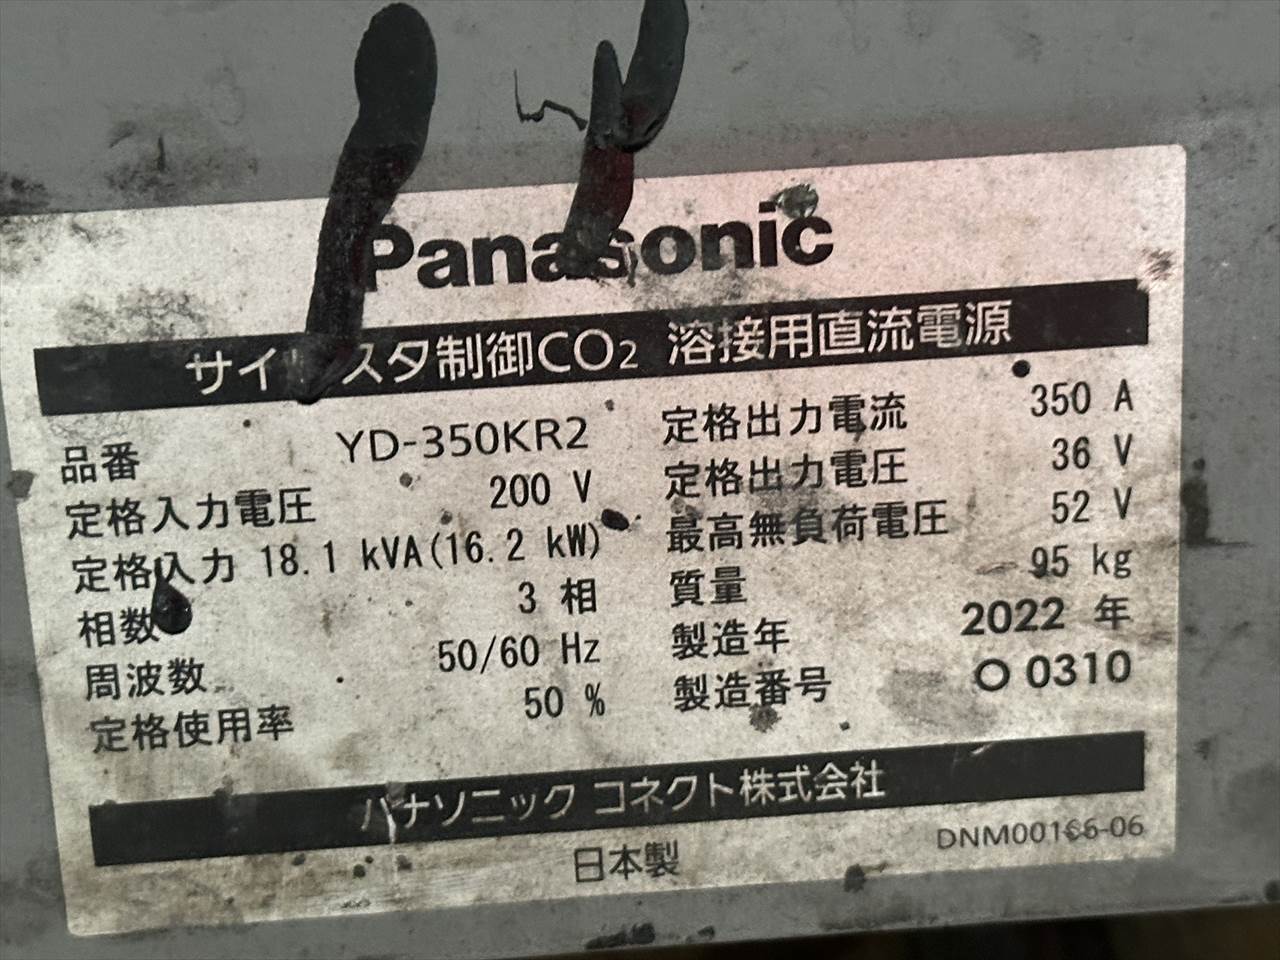 Panasonic
サイリスタ制御CO2 溶接用直流電源
品番 YD-350KR2
定格入力電圧 200 V
定格入力 18.1 kVA(16.2 kW)
相数 3 相
周波数 50/60 Hz
定格使用率 50 %
定格出力電流 350 A
定格出力電圧 36 V
最高無負荷電圧 52 V
質量 95 kg
製造年 2022 年
製造番号 O 0310
パナソニック コネクト株式会社
日本製
DNM00166-06